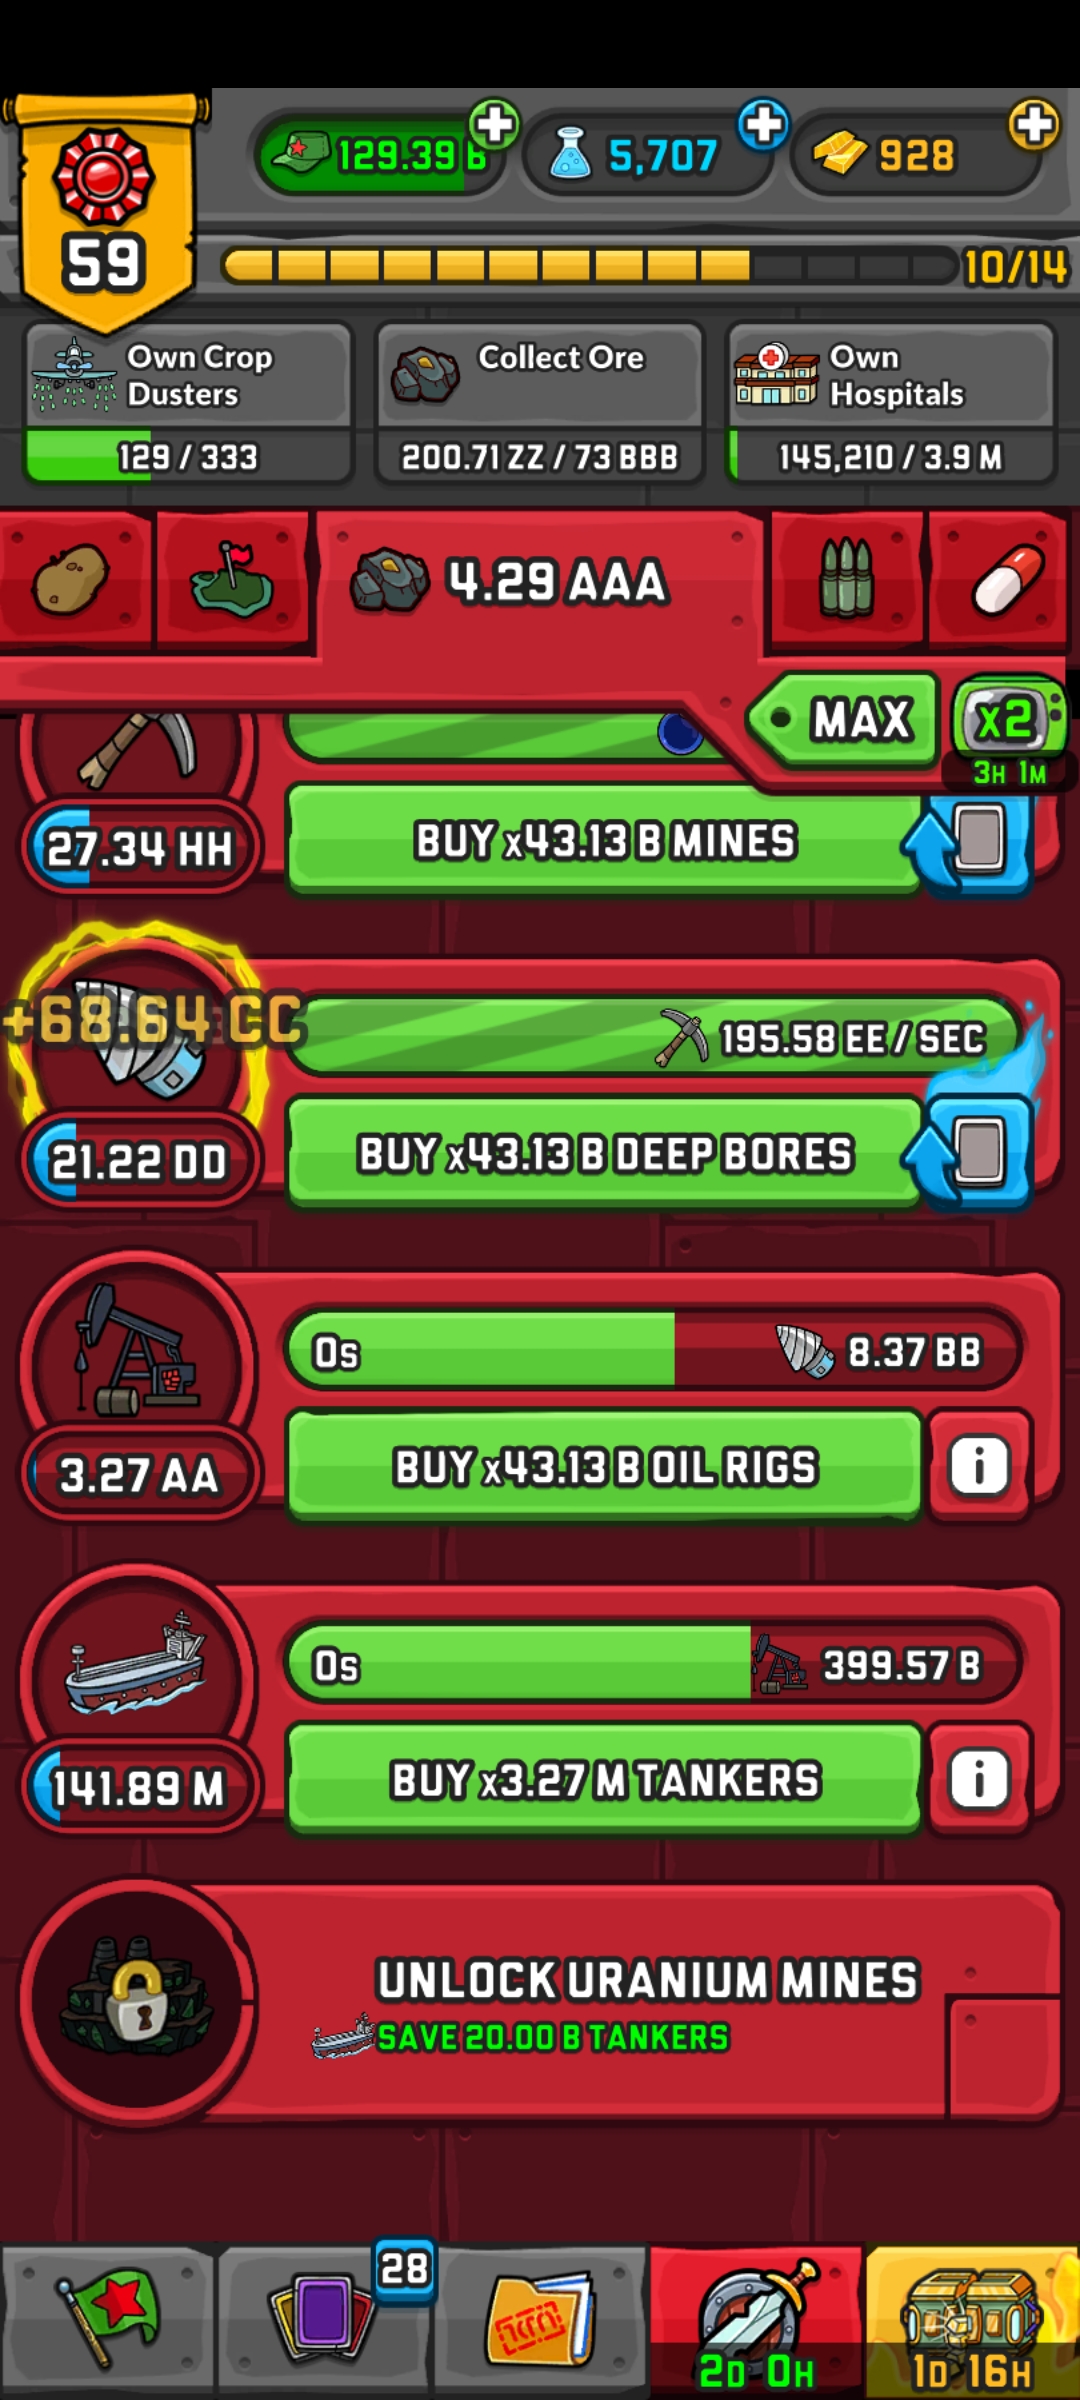 59
129.39 B
5,707
928
10/14
Own Crop
Dusters
129 / 333
Collect Ore
200.71 ZZ / 73 BBB
Own
Hospitals
145,210 / 3.9 M
4.29 AAA
MAX
x2
3H 1M
27.34 HH
BUY x43.13 B MINES
+68.64 CC
195.58 EE / SEC
21.22 DD
BUY x43.13 B DEEP BORES
0s
8.37 BB
3.27 AA
BUY x43.13 B OIL RIGS
i
0s
399.57 B
141.89 M
BUY x3.27 M TANKERS
i
UNLOCK URANIUM MINES
SAVE 20.00 B TANKERS
28
2D 0H
1D 16H